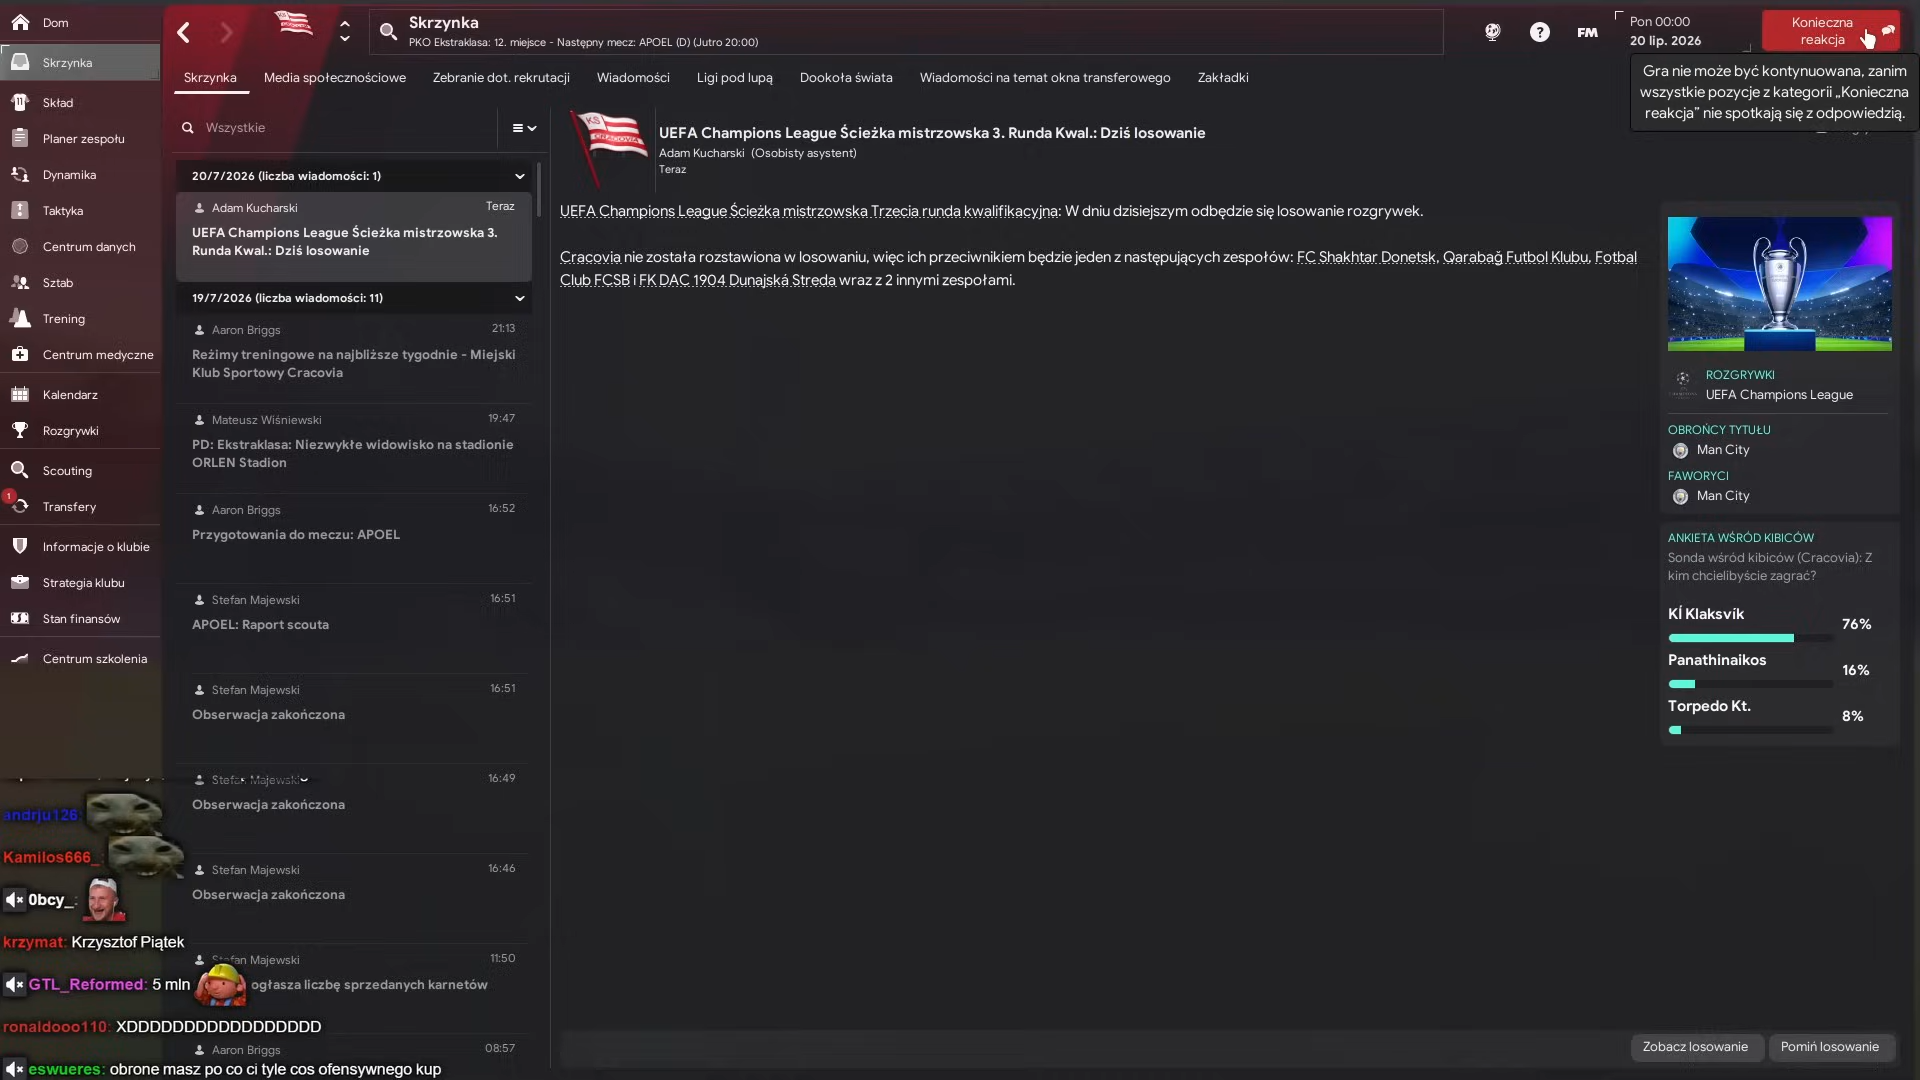 Dom
Skrzynka
Skład
Planer zespołu
Dynamika
Taktyka
Centrum danych
Sztab
Trening
Centrum medyczne
Kalendarz
Rozgrywki
Scouting
1
Transfery
Informacje o klubie
Strategia klubu
Stan finansów
Centrum szkolenia
Skrzynka
PKO Ekstraklasa: 12. miejsce - Następny mecz: APOEL (D) (Jutro 20:00)
FM
Pon 00:00
20 lip. 2026
Konieczna
reakcja
Gra nie może być kontynuowana, zanim
wszystkie pozycje z kategorii „Konieczna
reakcja” nie spotkają się z odpowiedzią.
Skrzynka Media społecznościowe Zebranie dot. rekrutacji Wiadomości Ligi pod lupą Dookoła świata Wiadomości na temat okna transferowego Zakładki
Wszystkie
20/7/2026 (liczba wiadomości: 1)
Adam Kucharski Teraz
UEFA Champions League Ścieżka mistrzowska 3.
Runda Kwal.: Dziś losowanie
19/7/2026 (liczba wiadomości: 11)
Aaron Briggs 21:13
Reżimy treningowe na najbliższe tygodnie - Miejski
Klub Sportowy Cracovia
Mateusz Wiśniewski 19:47
PD: Ekstraklasa: Niezwykłe widowisko na stadionie
ORLEN Stadion
Aaron Briggs 16:52
Przygotowania do meczu: APOEL
Stefan Majewski 16:51
APOEL: Raport scouta
Stefan Majewski 16:51
Obserwacja zakończona
Stefan Majewski 16:49
Obserwacja zakończona
Stefan Majewski 16:46
Obserwacja zakończona
Stefan Majewski 11:50
ogłasza liczbę sprzedanych karnetów
Aaron Briggs 08:57
KS
CRACOVIA
UEFA Champions League Ścieżka mistrzowska 3. Runda Kwal.: Dziś losowanie
Adam Kucharski (Osobisty asystent)
Teraz
UEFA Champions League Ścieżka mistrzowska Trzecia runda kwalifikacyjna: W dniu dzisiejszym odbędzie się losowanie rozgrywek.
Cracovia nie została rozstawiona w losowaniu, więc ich przeciwnikiem będzie jeden z następujących zespołów: FC Shakhtar Donetsk, Qarabağ Futbol Klubu, Fotbal
Club FCSB i FK DAC 1904 Dunajská Streda wraz z 2 innymi zespołami.
ROZGRYWKI
UEFA Champions League
OBROŃCY TYTUŁU
Man City
FAWORYCI
Man City
ANKIETA WŚRÓD KIBICÓW
Sonda wśród kibiców (Cracovia): Z
kim chcielibyście zagrać?
KÍ Klaksvík
76%
Panathinaikos
16%
Torpedo Kt.
8%
Zobacz losowanie
Pomiń losowanie
andrju126:
Kamilos666_:
0bcy_:
krzymat: Krzysztof Piątek
GTL_Reformed: 5 mln
ronaldooo110: XDDDDDDDDDDDDDDDDD
eswueres: obrone masz po co ci tyle cos ofensywnego kup